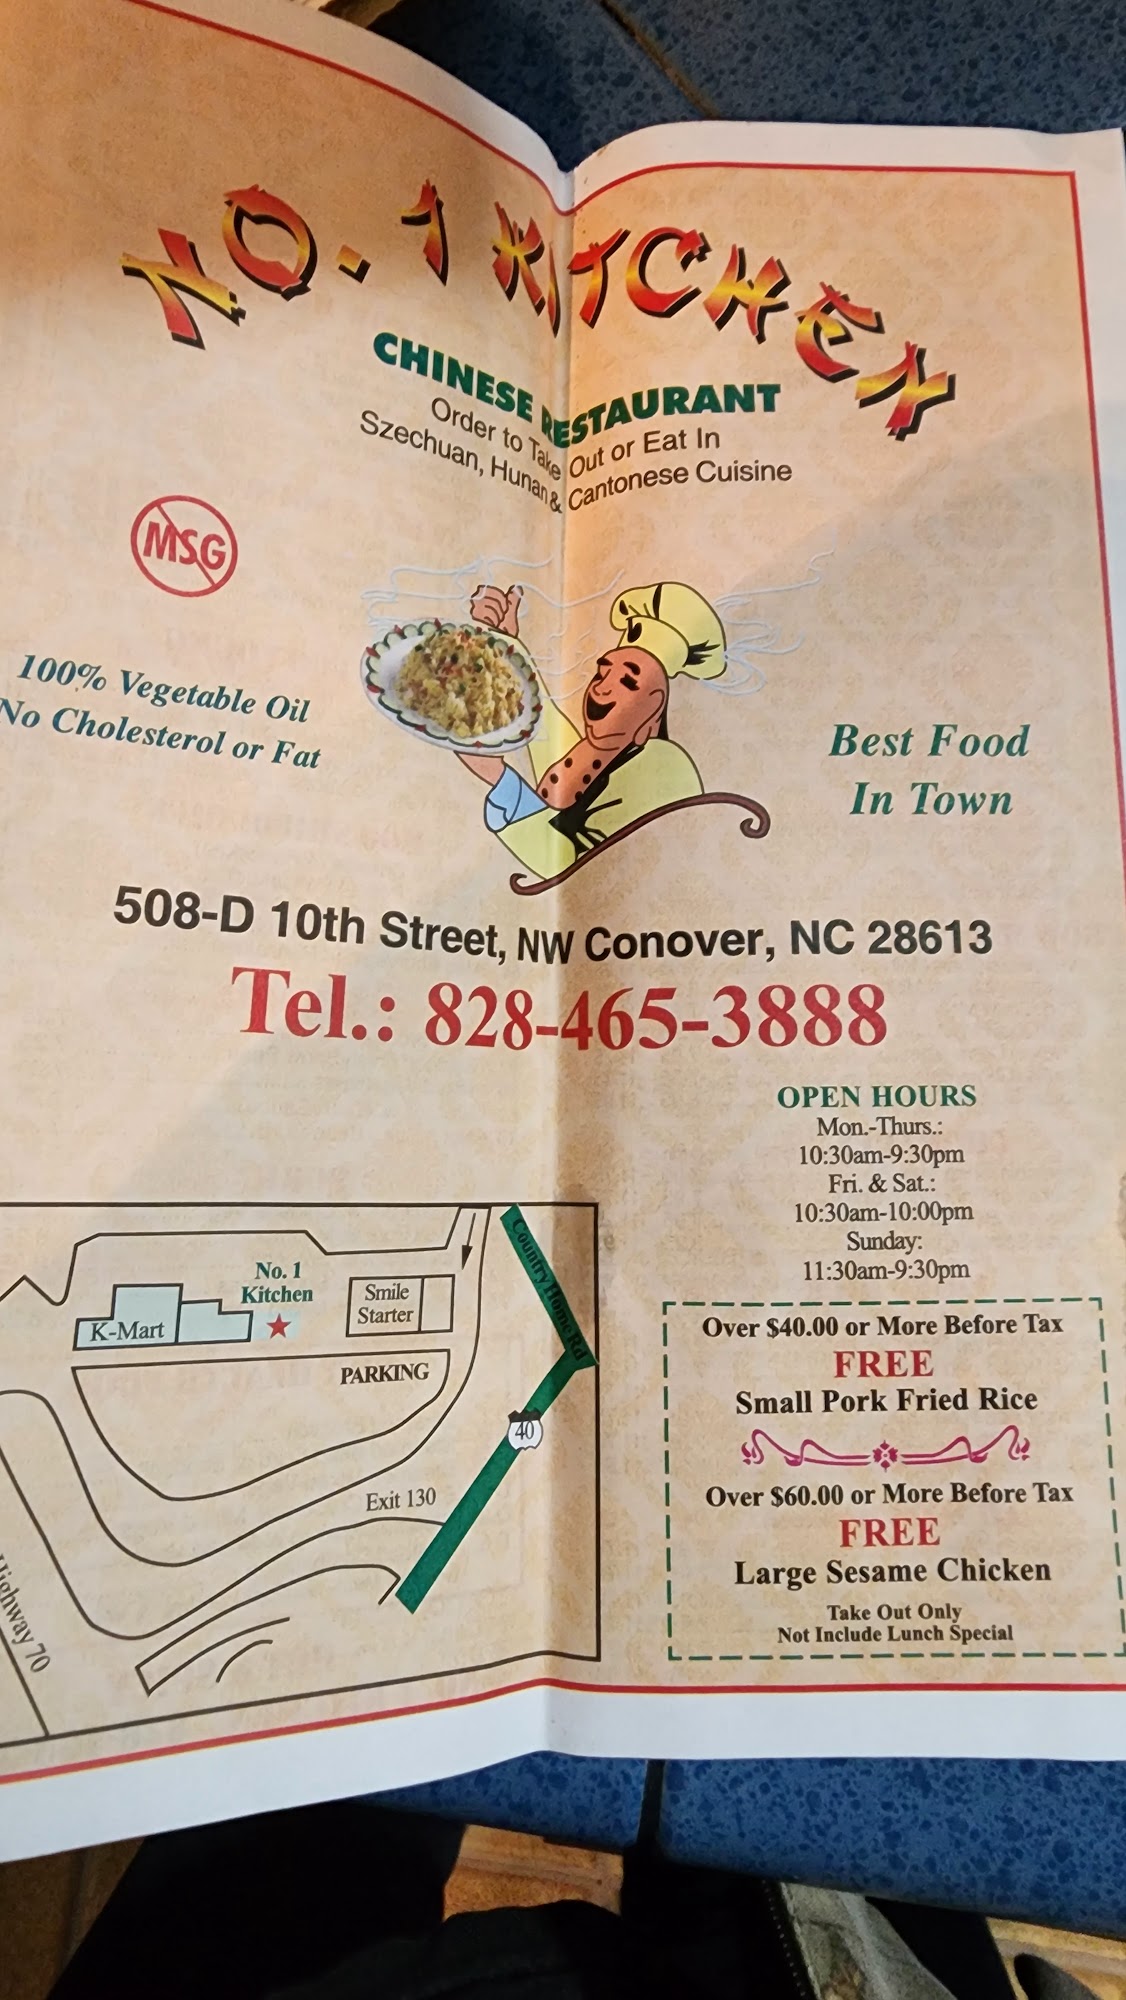 NO. 1 KITCHEN
CHINESE RESTAURANT
Order to Take Out or Eat In
Szechuan, Hunan & Cantonese Cuisine
MSG
100% Vegetable Oil
No Cholesterol or Fat
Best Food
In Town
508-D 10th Street, NW Conover, NC 28613
Tel.: 828-465-3888
OPEN HOURS
Mon.-Thurs.:
10:30am-9:30pm
Fri. & Sat.:
10:30am-10:00pm
Sunday:
11:30am-9:30pm
No. 1
Kitchen
K-Mart
Smile
Starter
Country Home Rd
PARKING
40
Exit 130
Highway 70
Over $40.00 or More Before Tax
FREE
Small Pork Fried Rice
Over $60.00 or More Before Tax
FREE
Large Sesame Chicken
Take Out Only
Not Include Lunch Special